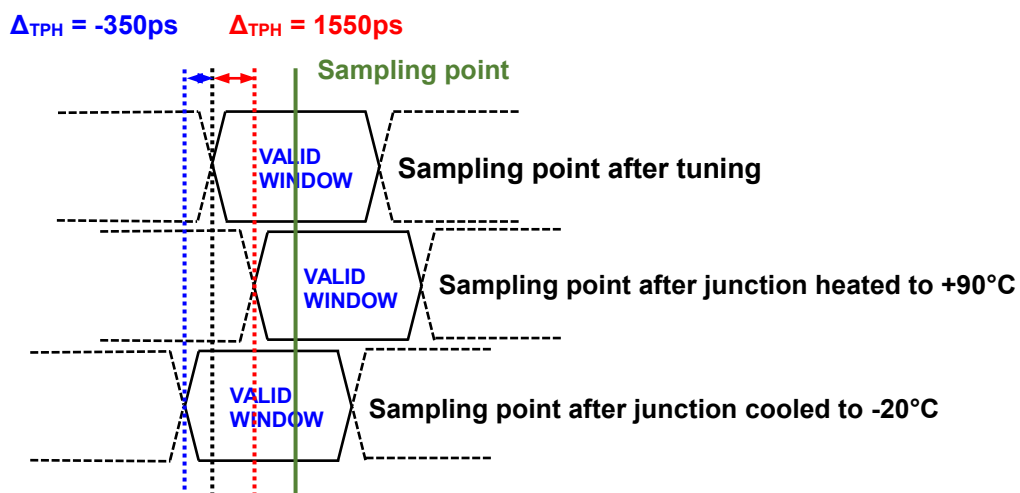 ΔTPH = -350ps
ΔTPH = 1550ps
Sampling point
VALID
WINDOW
Sampling point after tuning
VALID
WINDOW
Sampling point after junction heated to +90°C
VALID
WINDOW
Sampling point after junction cooled to -20°C